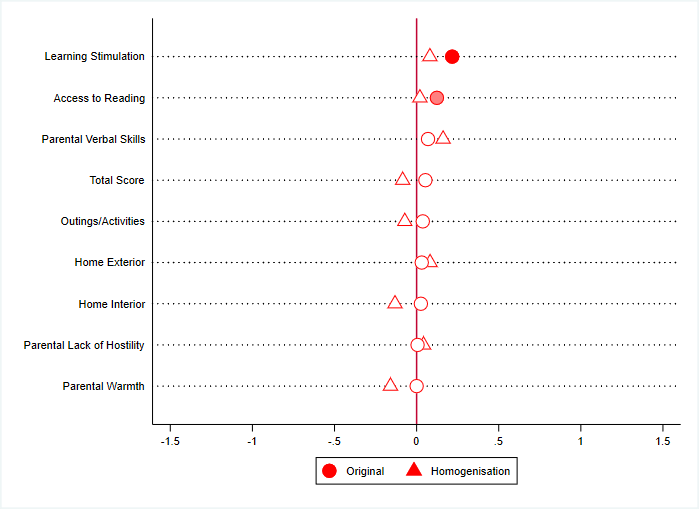 Learning Stimulation
Access to Reading
Parental Verbal Skills
Total Score
Outings/Activities
Home Exterior
Home Interior
Parental Lack of Hostility
Parental Warmth
-1.5 -1 -.5 0 .5 1 1.5
Original Homogenisation